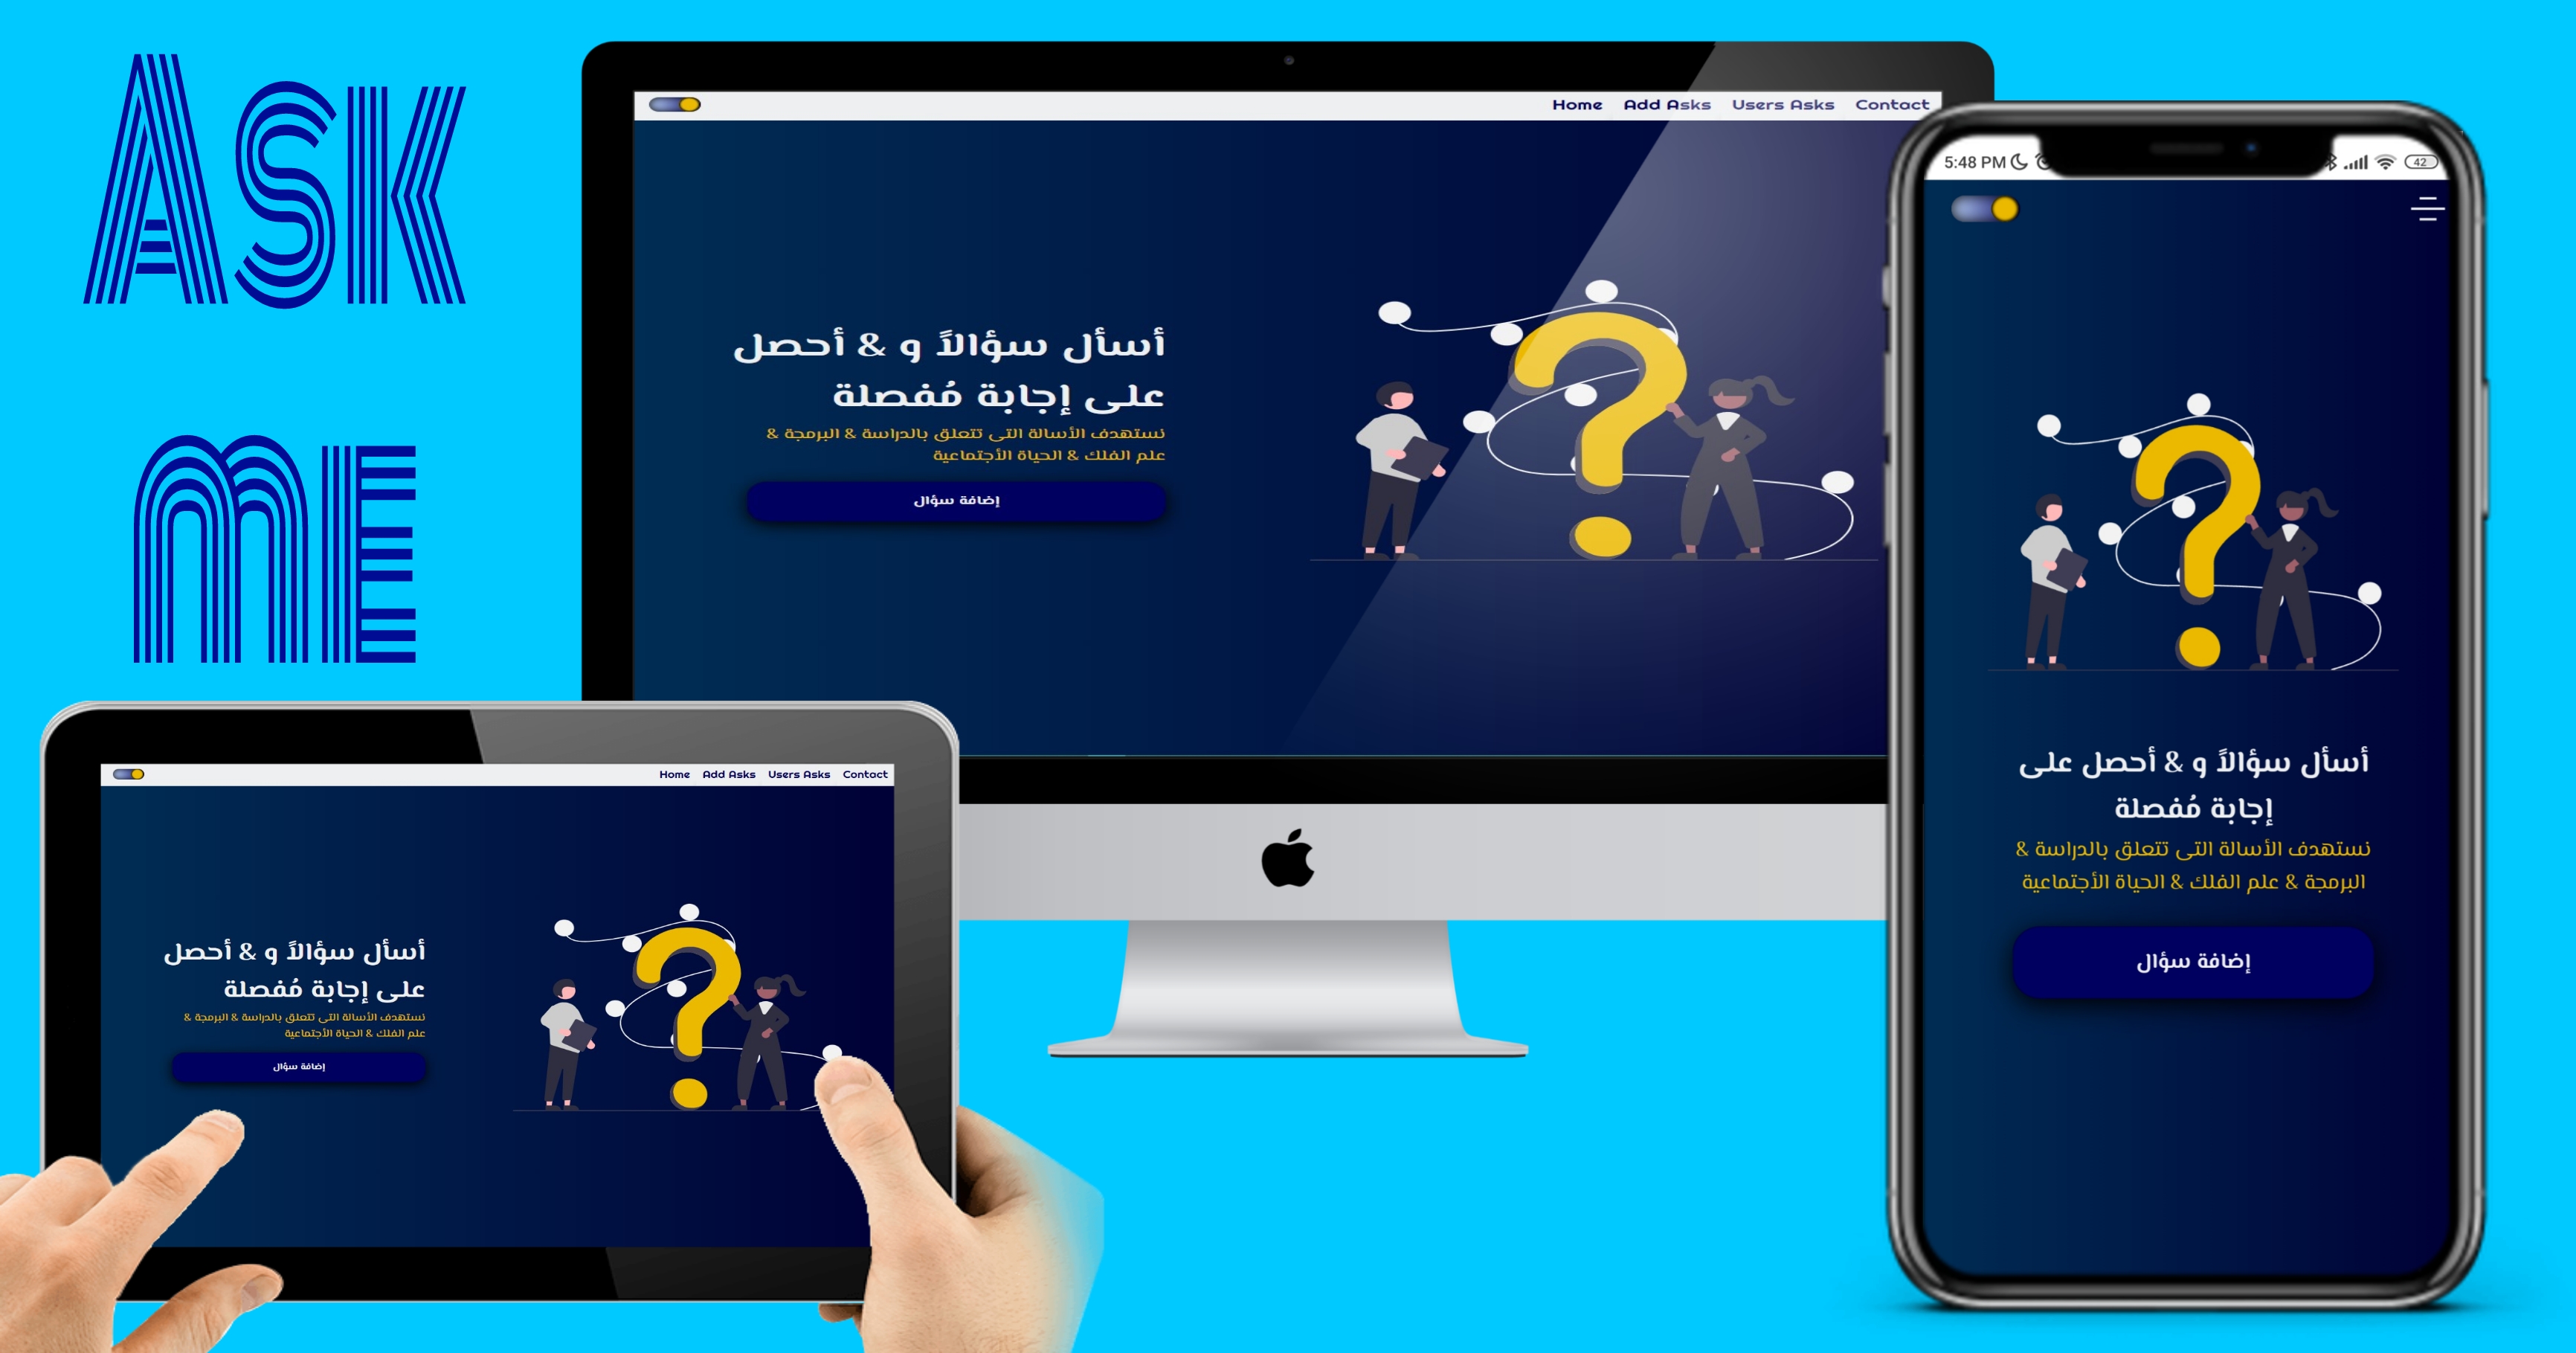 ASK
ME
Home Add Asks Users Asks Contact
أسأل سؤالاً و & أحصل
على إجابة مُفصلة
نستهدف الأسالة التى تتعلق بالدراسة & البرمجة &
علم الفلك & الحياة الأجتماعية
إضافة سؤال
5:48 PM
42
أسأل سؤالاً و & أحصل على
إجابة مُفصلة
نستهدف الأسالة التى تتعلق بالدراسة &
البرمجة & علم الفلك & الحياة الأجتماعية
إضافة سؤال
Home Add Asks Users Asks Contact
أسأل سؤالاً و & أحصل
على إجابة مُفصلة
نستهدف الأسالة التى تتعلق بالدراسة & البرمجة &
علم الفلك & الحياة الأجتماعية
إضافة سؤال